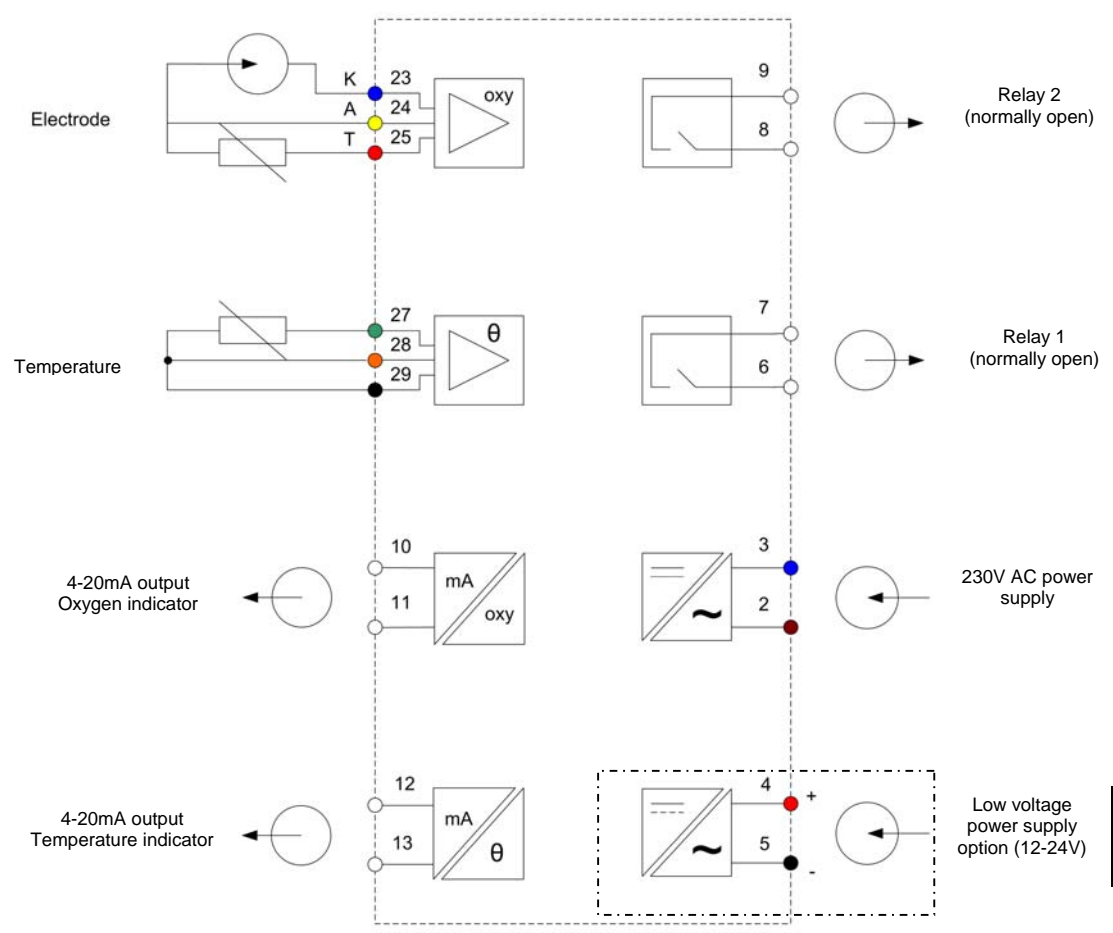 Electrode
K 23
A 24
T 25
oxy
9
8
Relay 2
(normally open)
Temperature
27
28
29
θ
7
6
Relay 1
(normally open)
4-20mA output
Oxygen indicator
10
11
mA
oxy
3
2
230V AC power
supply
4-20mA output
Temperature indicator
12
13
mA
θ
4 +
5 -
Low voltage
power supply
option (12-24V)